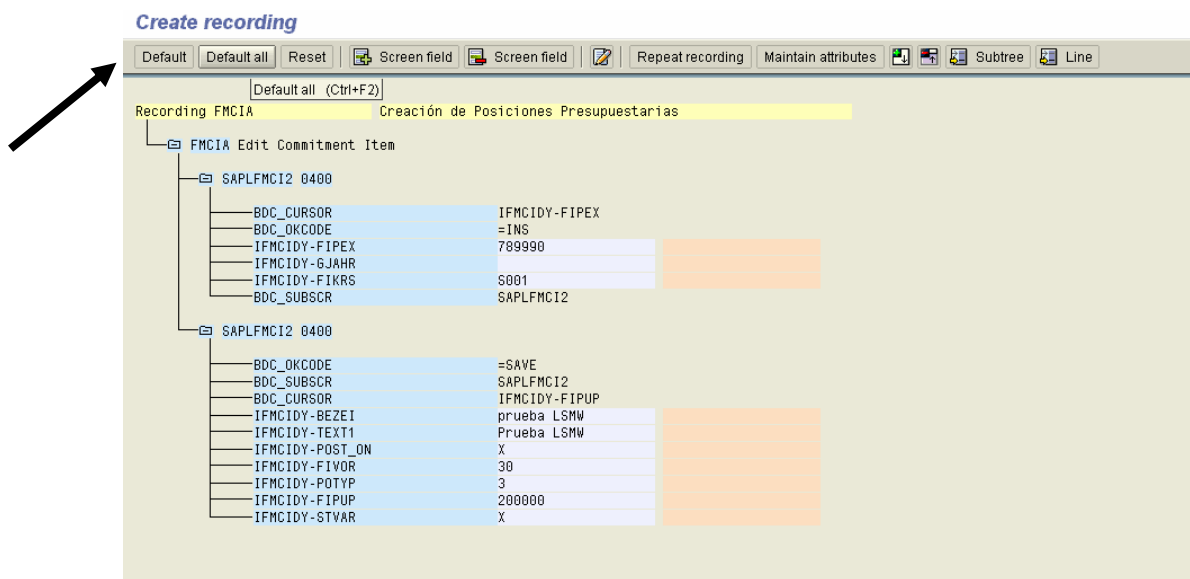 Create recording
Default Default all Reset Screen field Screen field Repeat recording Maintain attributes Subtree Line
Default all (Ctrl+F2)
Recording FMCIA Creación de Posiciones Presupuestarias
FMCIA Edit Commitment Item
SAPLFMCI2 0400
BDC_CURSOR IFMCIDY-FIPEX
BDC_OKCODE =INS
IFMCIDY-FIPEX 789990
IFMCIDY-GJAHR
IFMCIDY-FIKRS S001
BDC_SUBSCR SAPLFMCI2
SAPLFMCI2 0400
BDC_OKCODE =SAVE
BDC_SUBSCR SAPLFMCI2
BDC_CURSOR IFMCIDY-FIPUP
IFMCIDY-BEZEI prueba LSMW
IFMCIDY-TEXT1 Prueba LSMW
IFMCIDY-POST_ON X
IFMCIDY-FIVOR 30
IFMCIDY-POTYP 3
IFMCIDY-FIPUP 200000
IFMCIDY-STVAR X